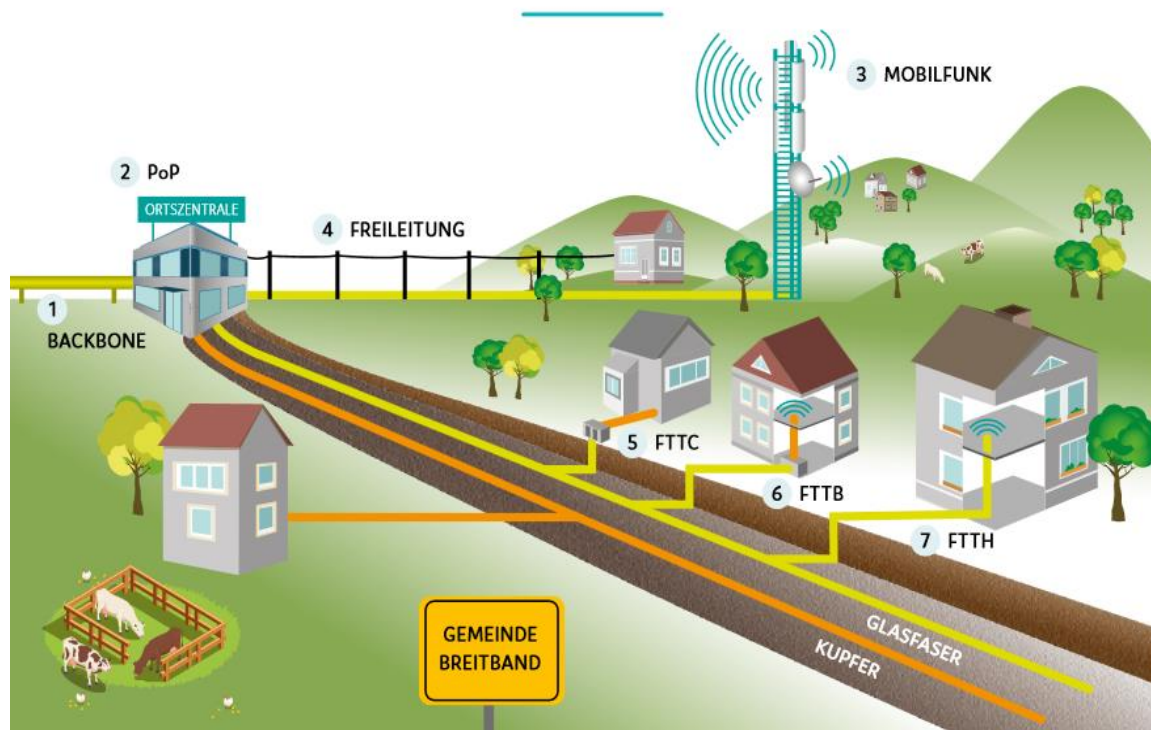 3 MOBILFUNK
2 PoP
ORTSZENTRALE
4 FREILEITUNG
1
BACKBONE
5 FTTC
6 FTTB
7 FTTH
GLASFASER
KUPFER
GEMEINDE
BREITBAND